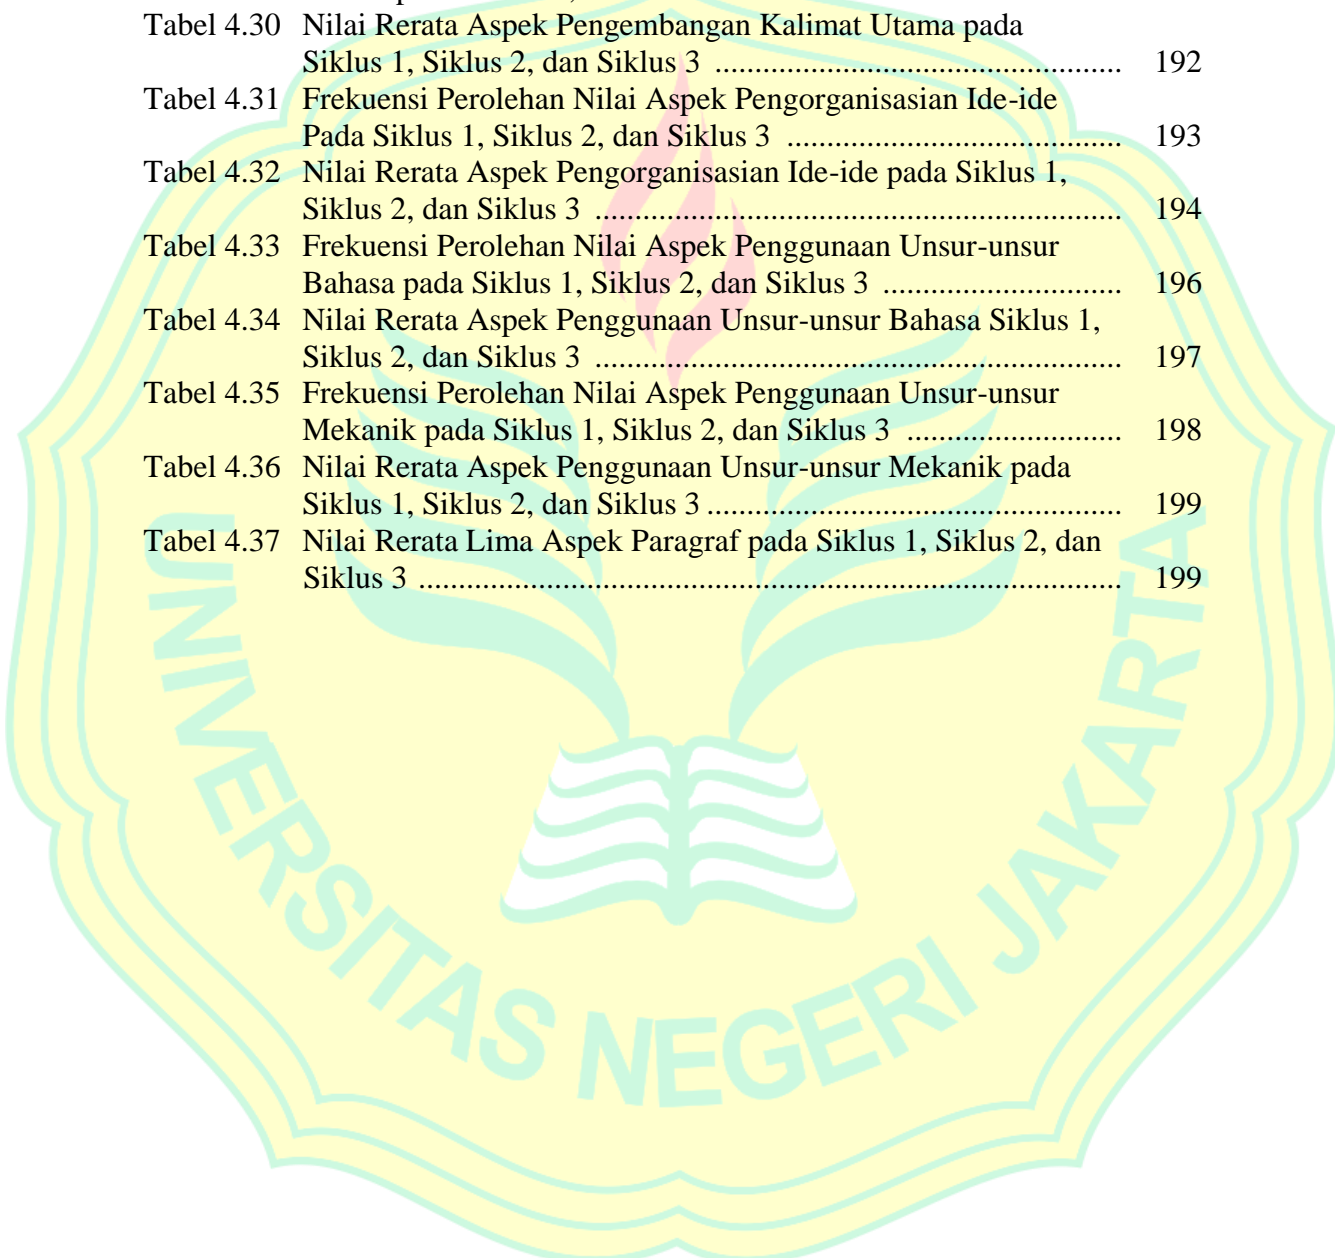 Tabel 4.30 Nilai Rerata Aspek Pengembangan Kalimat Utama pada
Siklus 1, Siklus 2, dan Siklus 3 .................................................... 192
Tabel 4.31 Frekuensi Perolehan Nilai Aspek Pengorganisasian Ide-ide
Pada Siklus 1, Siklus 2, dan Siklus 3 ........................................... 193
Tabel 4.32 Nilai Rerata Aspek Pengorganisasian Ide-ide pada Siklus 1,
Siklus 2, dan Siklus 3 ................................................................... 194
Tabel 4.33 Frekuensi Perolehan Nilai Aspek Penggunaan Unsur-unsur
Bahasa pada Siklus 1, Siklus 2, dan Siklus 3 .............................. 196
Tabel 4.34 Nilai Rerata Aspek Penggunaan Unsur-unsur Bahasa Siklus 1,
Siklus 2, dan Siklus 3 ................................................................... 197
Tabel 4.35 Frekuensi Perolehan Nilai Aspek Penggunaan Unsur-unsur
Mekanik pada Siklus 1, Siklus 2, dan Siklus 3 ........................... 198
Tabel 4.36 Nilai Rerata Aspek Penggunaan Unsur-unsur Mekanik pada
Siklus 1, Siklus 2, dan Siklus 3 ..................................................... 199
Tabel 4.37 Nilai Rerata Lima Aspek Paragraf pada Siklus 1, Siklus 2, dan
Siklus 3 ......................................................................................... 199
UNIVERSITAS NEGERI JAKARTA